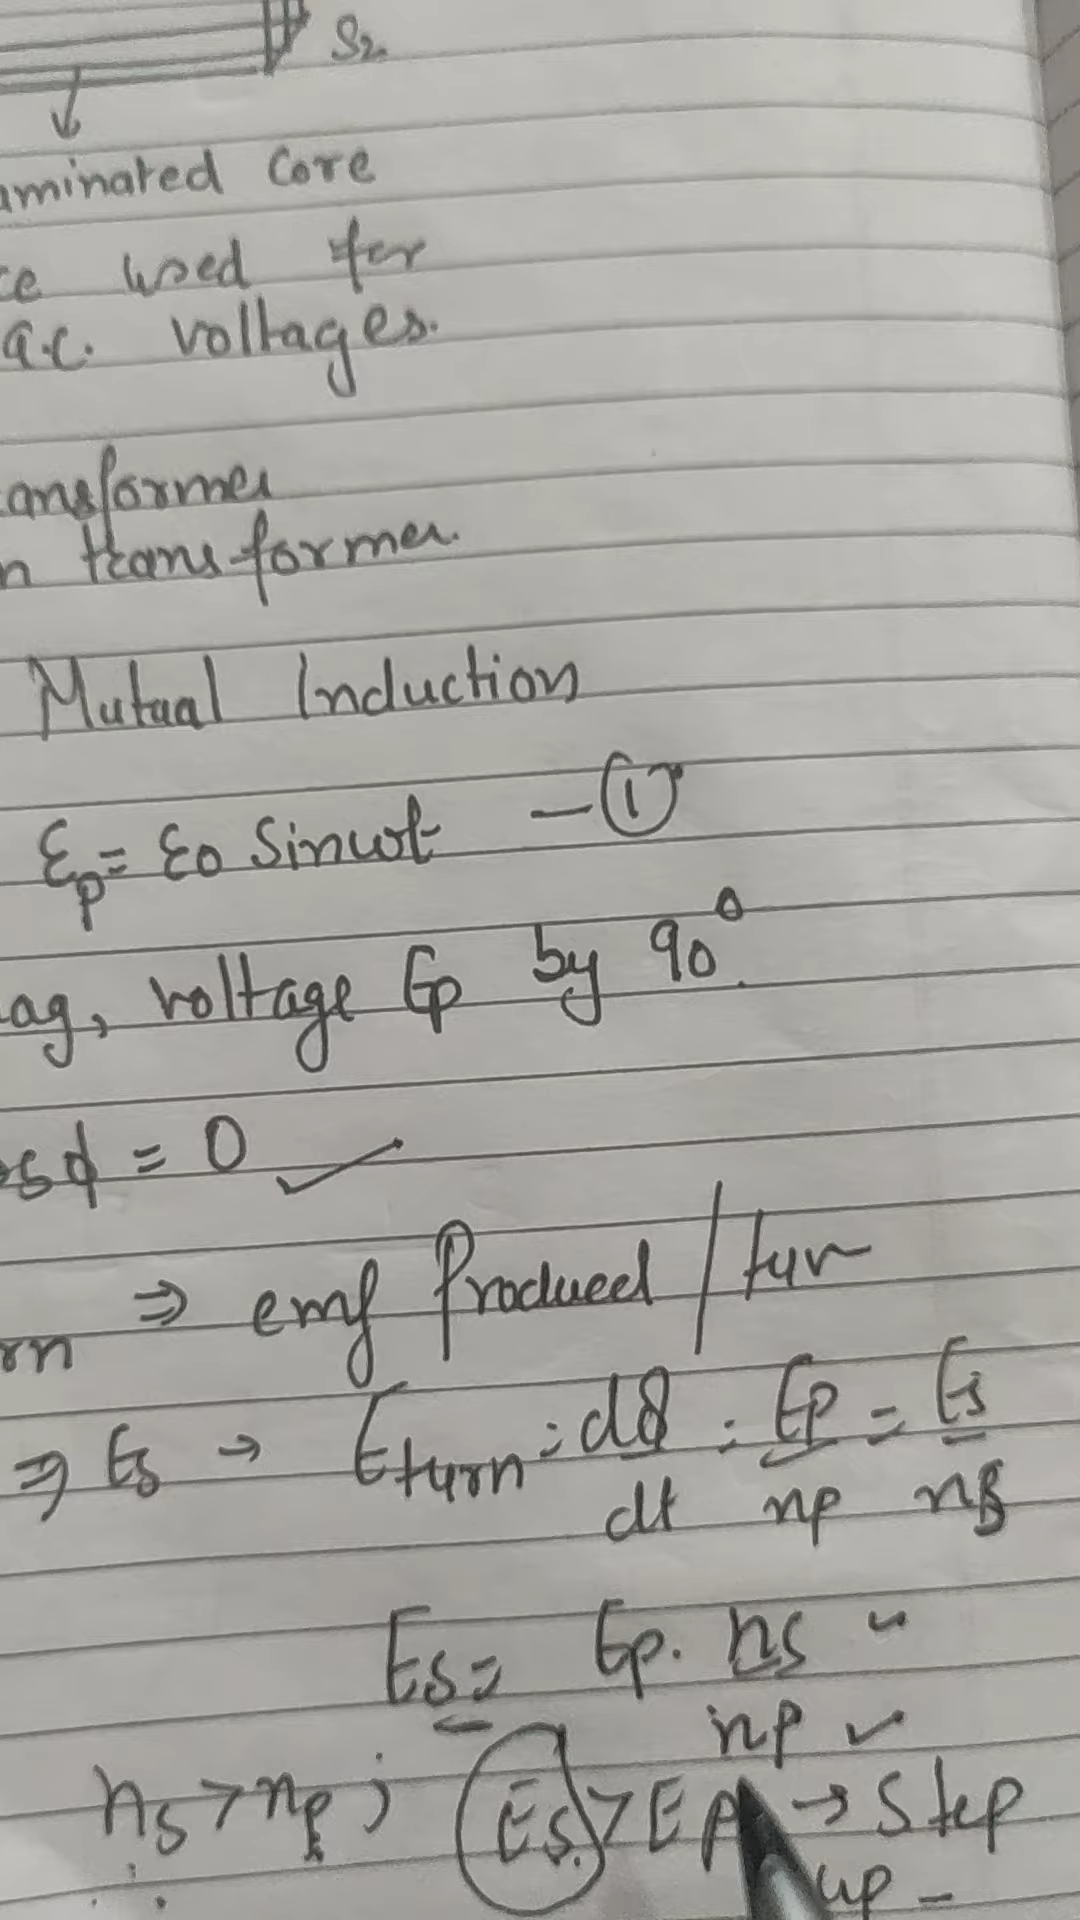 S2
aminated core
ce used for
a.c. voltages.
ansformer
n transformer.
Mutual Induction
Ep = Eo Sinwt — ①
ag, voltage Ep by 90°.
sϕ = 0 ✓
rn ⇒ emf Produced / turn
⇒ Es → Eturn = dϕ/dt = Ep/np = Es/ns
Es = Ep. ns/np ✓
ns > np ; Es > Ep → Step
up -